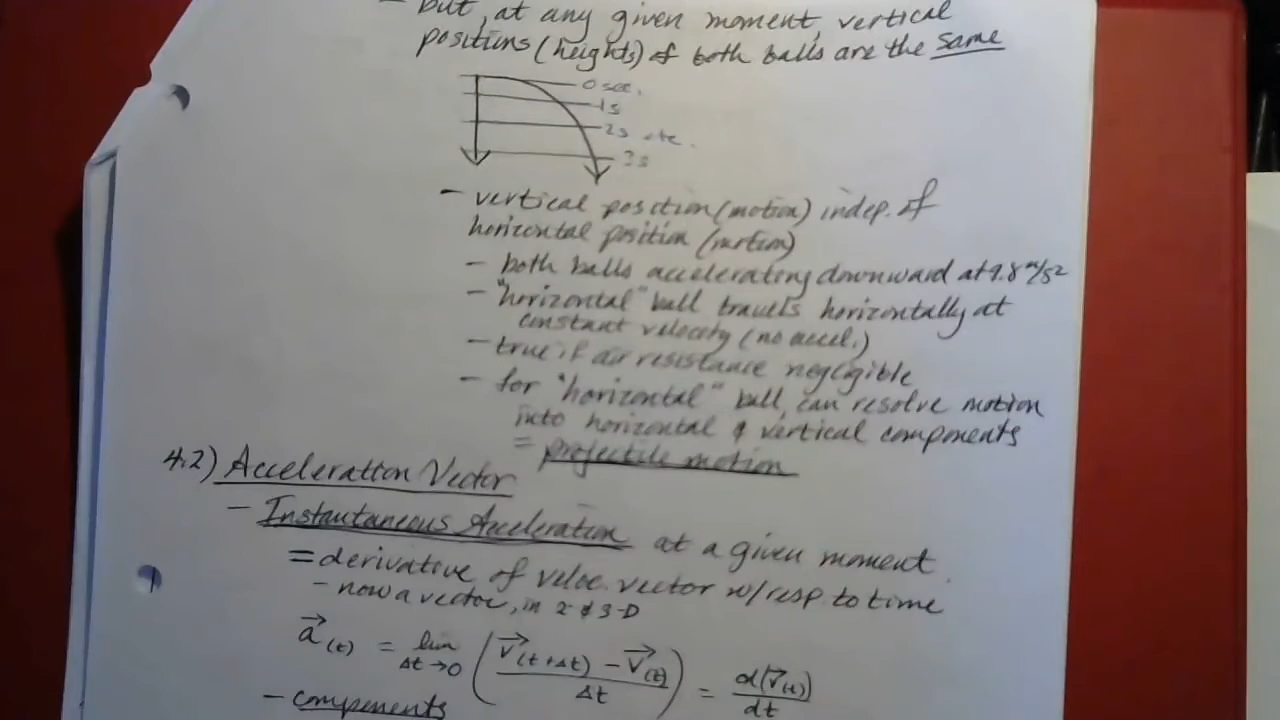 - But, at any given moment, vertical
positions (heights) of both balls are the same
0 sec.
1s
2s etc.
3s
- vertical position (motion) indep. of
horizontal position (motion)
- both balls accelerating downward at 9.8 m/s2
- "horizontal" ball travels horizontally at
constant velocity (no accel.)
- true if air resistance negligible
- for "horizontal" ball, can resolve motion
into horizontal & vertical components
= projectile motion
4.2) Acceleration Vector
- Instantaneous Acceleration at a given moment
= derivative of veloc. vector w/resp. to time
- now a vector, in 2 & 3-D
a⃗(t) = lim Δt→0 (v⃗(t+Δt) - v⃗(t) / Δt) = d(v⃗(t)) / dt
- components